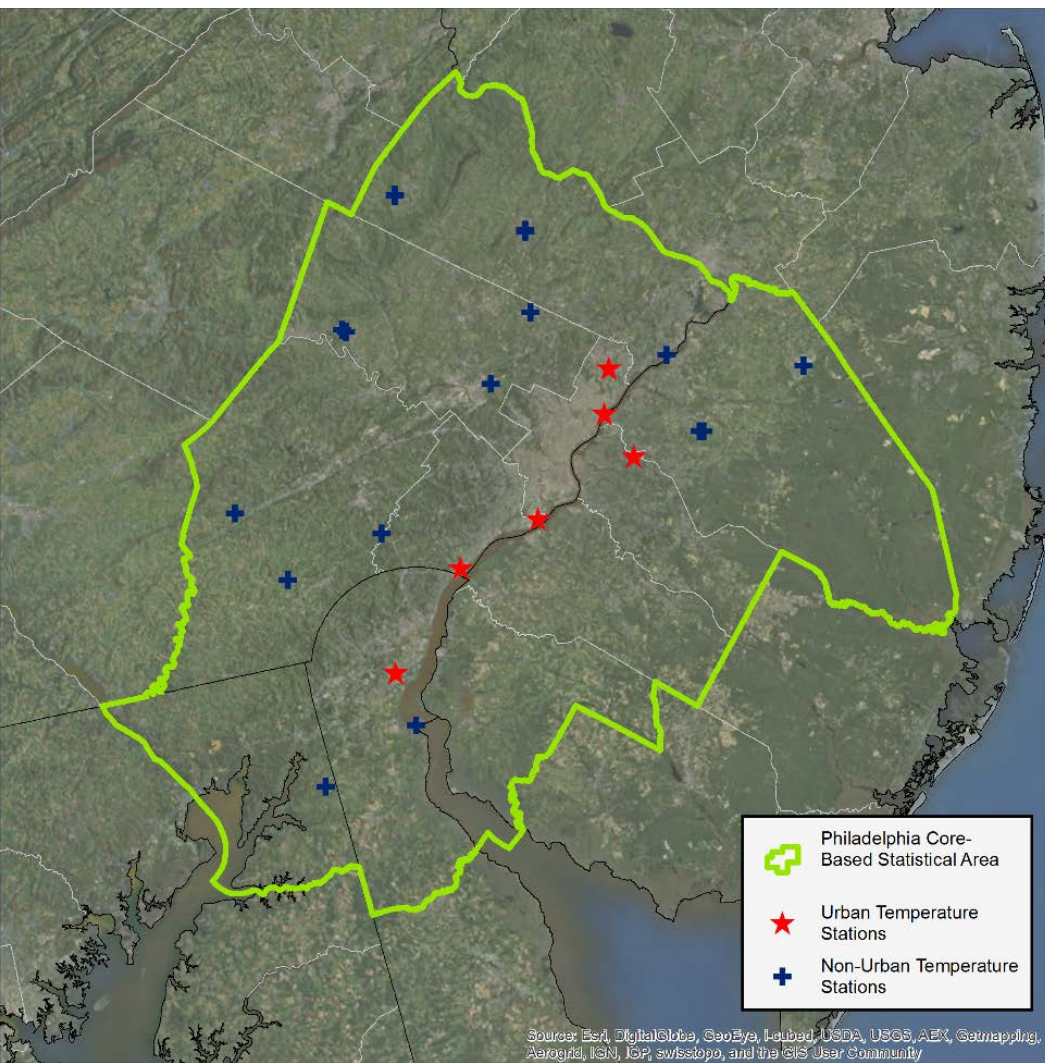 Philadelphia Core-
Based Statistical Area
Urban Temperature
Stations
Non-Urban Temperature
Stations
Source: Esri, DigitalGlobe, GeoEye, i-cubed, USDA, USGS, AEX, Getmapping,
Aerogrid, IGN, IGP, swisstopo, and the GIS User Community